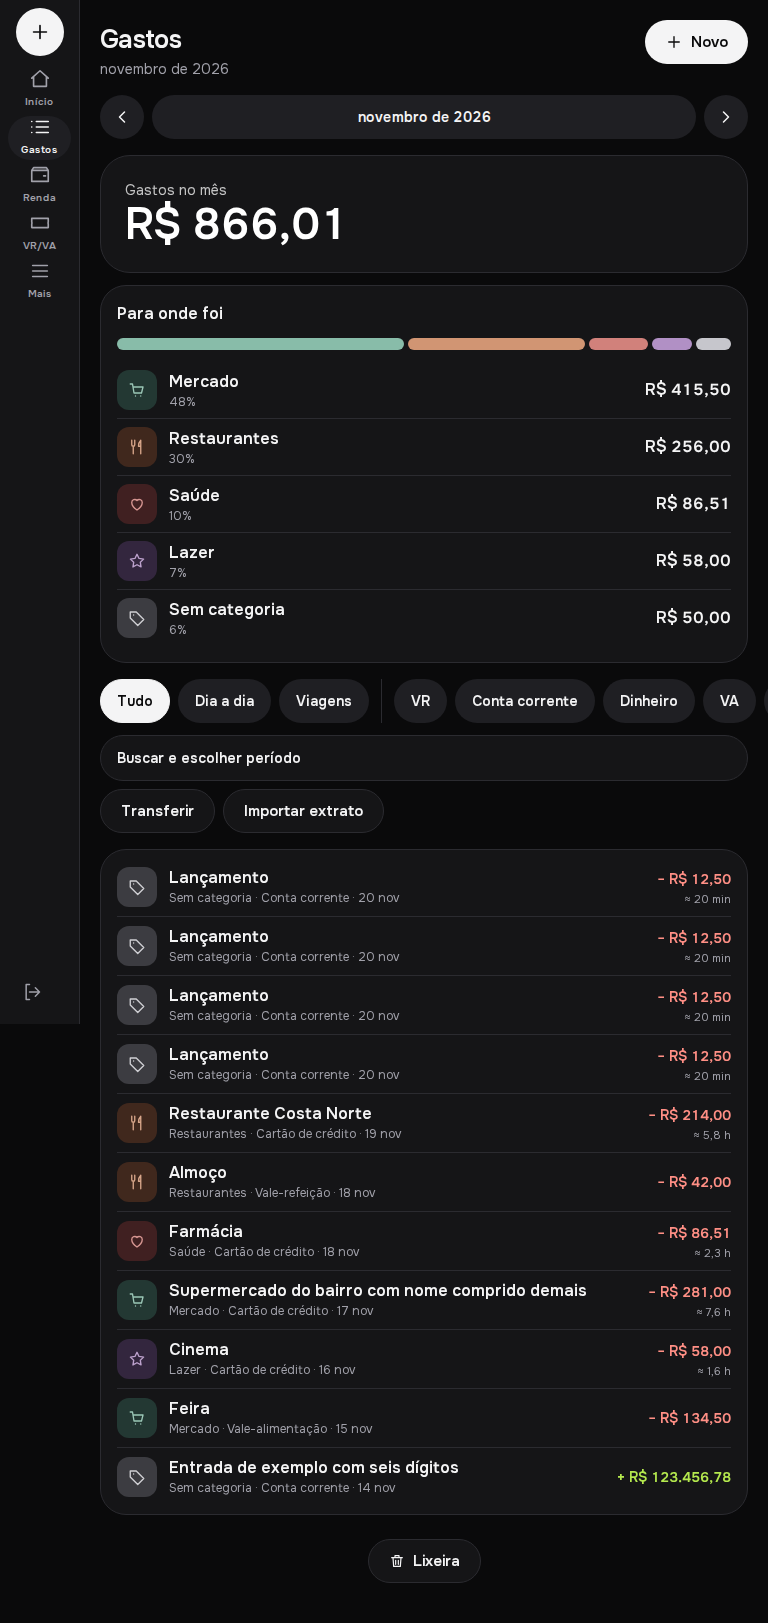 Início
Gastos
Renda
VR/VA
Mais
Gastos
novembro de 2026
Novo
novembro de 2026
Gastos no mês
R$ 866,01
Para onde foi
Mercado
48%
R$ 415,50
Restaurantes
30%
R$ 256,00
Saúde
10%
R$ 86,51
Lazer
7%
R$ 58,00
Sem categoria
6%
R$ 50,00
Tudo
Dia a dia
Viagens
VR
Conta corrente
Dinheiro
VA
Buscar e escolher período
Transferir
Importar extrato
Lançamento
Sem categoria · Conta corrente · 20 nov
− R$ 12,50
≈ 20 min
Lançamento
Sem categoria · Conta corrente · 20 nov
− R$ 12,50
≈ 20 min
Lançamento
Sem categoria · Conta corrente · 20 nov
− R$ 12,50
≈ 20 min
Lançamento
Sem categoria · Conta corrente · 20 nov
− R$ 12,50
≈ 20 min
Restaurante Costa Norte
Restaurantes · Cartão de crédito · 19 nov
− R$ 214,00
≈ 5,8 h
Almoço
Restaurantes · Vale-refeição · 18 nov
− R$ 42,00
Farmácia
Saúde · Cartão de crédito · 18 nov
− R$ 86,51
≈ 2,3 h
Supermercado do bairro com nome comprido demais
Mercado · Cartão de crédito · 17 nov
− R$ 281,00
≈ 7,6 h
Cinema
Lazer · Cartão de crédito · 16 nov
− R$ 58,00
≈ 1,6 h
Feira
Mercado · Vale-alimentação · 15 nov
− R$ 134,50
Entrada de exemplo com seis dígitos
Sem categoria · Conta corrente · 14 nov
+ R$ 123.456,78
Lixeira